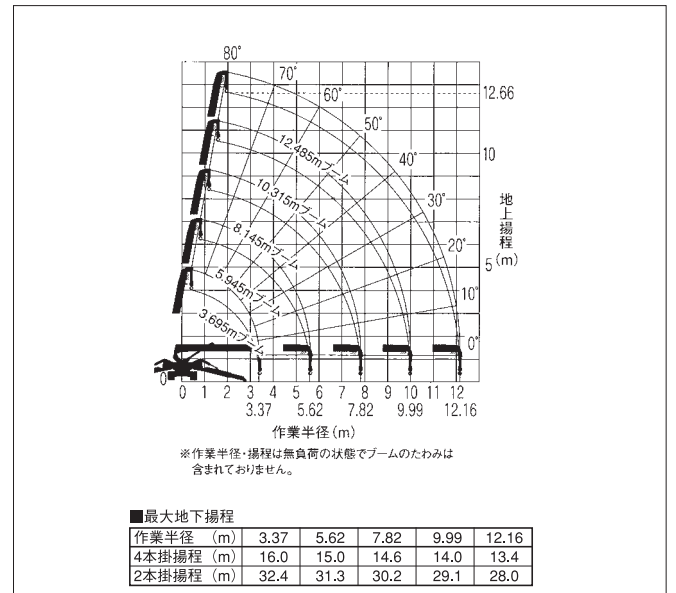 80°
70°
60°
50°
40°
30°
20°
10°
0°
12.66
10
5
0
地上揚程(m)
12.485mブーム
10.315mブーム
8.145mブーム
5.945mブーム
3.695mブーム
0 1 2 3 4 5 6 7 8 9 10 11 12
3.37 5.62 7.82 9.99 12.16
作業半径(m)
※作業半径・揚程は無負荷の状態でブームのたわみは
含まれておりません。
■最大地下揚程
作業半径 (m) 3.37 5.62 7.82 9.99 12.16
4本掛揚程 (m) 16.0 15.0 14.6 14.0 13.4
2本掛揚程 (m) 32.4 31.3 30.2 29.1 28.0